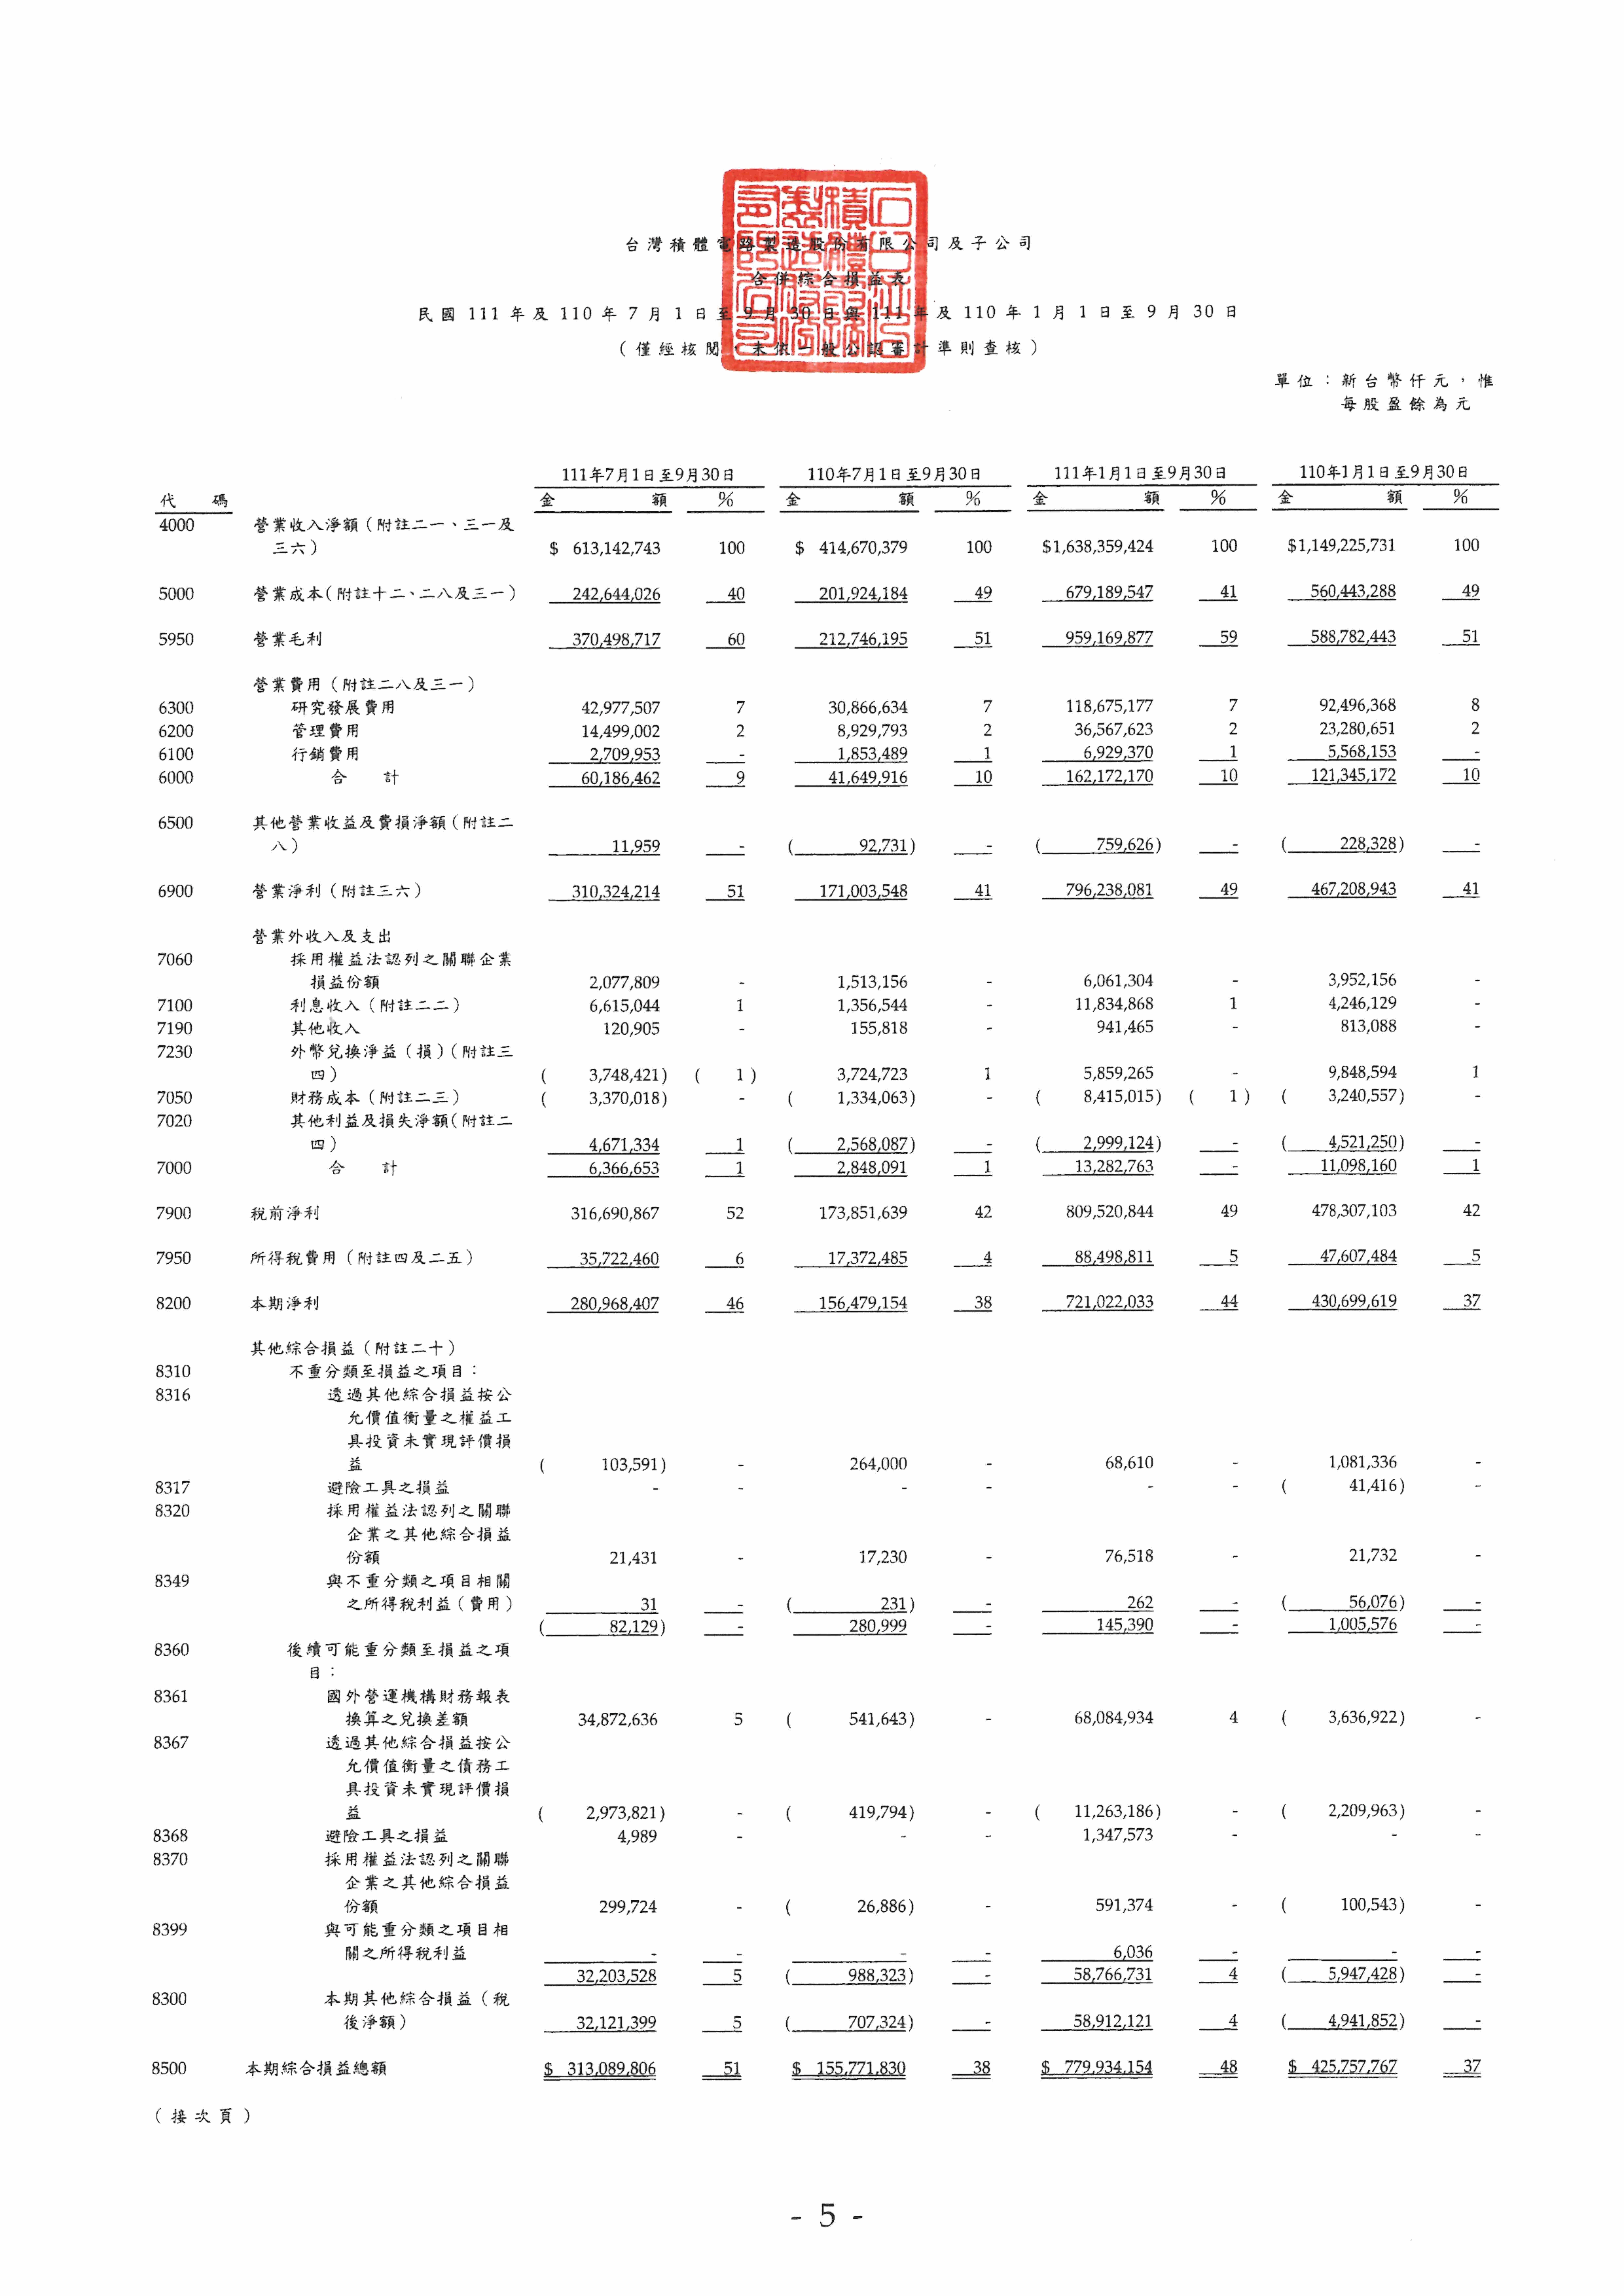 台灣積體電路製造股份有限公司及子公司
合併綜合損益表
民國 111 年及 110 年 7 月 1 日至 9 月 30 日與 111 年及 110 年 1 月 1 日至 9 月 30 日
（僅經核閱，未依一般公認審計準則查核）
單位：新台幣仟元，惟
每股盈餘為元
111年7月1日至9月30日 110年7月1日至9月30日 111年1月1日至9月30日 110年1月1日至9月30日
代 碼 金 額 % 金 額 % 金 額 % 金 額 %
4000 營業收入淨額（附註二一、三一及
三六） $ 613,142,743 100 $ 414,670,379 100 $1,638,359,424 100 $1,149,225,731 100
5000 營業成本（附註十二、二八及三一） 242,644,026 40 201,924,184 49 679,189,547 41 560,443,288 49
5950 營業毛利 370,498,717 60 212,746,195 51 959,169,877 59 588,782,443 51
營業費用（附註二八及三一）
6300 研究發展費用 42,977,507 7 30,866,634 7 118,675,177 7 92,496,368 8
6200 管理費用 14,499,002 2 8,929,793 2 36,567,623 2 23,280,651 2
6100 行銷費用 2,709,953 - 1,853,489 1 6,929,370 1 5,568,153 -
6000 合 計 60,186,462 9 41,649,916 10 162,172,170 10 121,345,172 10
6500 其他營業收益及費損淨額（附註二
八） 11,959 - ( 92,731) - ( 759,626) - ( 228,328) -
6900 營業淨利（附註三六） 310,324,214 51 171,003,548 41 796,238,081 49 467,208,943 41
營業外收入及支出
7060 採用權益法認列之關聯企業
損益份額 2,077,809 - 1,513,156 - 6,061,304 - 3,952,156 -
7100 利息收入（附註二二） 6,615,044 1 1,356,544 - 11,834,868 1 4,246,129 -
7190 其他收入 120,905 - 155,818 - 941,465 - 813,088 -
7230 外幣兌換淨益（損）（附註三
四） ( 3,748,421) ( 1) 3,724,723 1 5,859,265 - 9,848,594 1
7050 財務成本（附註二三） ( 3,370,018) - ( 1,334,063) - ( 8,415,015) ( 1) ( 3,240,557) -
7020 其他利益及損失淨額（附註二
四） 4,671,334 1 ( 2,568,087) - ( 2,999,124) - ( 4,521,250) -
7000 合 計 6,366,653 1 2,848,091 1 13,282,763 - 11,098,160 1
7900 稅前淨利 316,690,867 52 173,851,639 42 809,520,844 49 478,307,103 42
7950 所得稅費用（附註四及二五） 35,722,460 6 17,372,485 4 88,498,811 5 47,607,484 5
8200 本期淨利 280,968,407 46 156,479,154 38 721,022,033 44 430,699,619 37
其他綜合損益（附註二十）
8310 不重分類至損益之項目：
8316 透過其他綜合損益按公
允價值衡量之權益工
具投資未實現評價損
益 ( 103,591) - 264,000 - 68,610 - 1,081,336 -
8317 避險工具之損益 - - - - - - ( 41,416) -
8320 採用權益法認列之關聯
企業之其他綜合損益
份額 21,431 - 17,230 - 76,518 - 21,732 -
8349 與不重分類之項目相關
之所得稅利益（費用） 31 - ( 231) - 262 - ( 56,076) -
( 82,129) - 280,999 - 145,390 - 1,005,576 -
8360 後續可能重分類至損益之項
目：
8361 國外營運機構財務報表
換算之兌換差額 34,872,636 5 ( 541,643) - 68,084,934 4 ( 3,636,922) -
8367 透過其他綜合損益按公
允價值衡量之債務工
具投資未實現評價損
益 ( 2,973,821) - ( 419,794) - ( 11,263,186) - ( 2,209,963) -
8368 避險工具之損益 4,989 - - - 1,347,573 - - -
8370 採用權益法認列之關聯
企業之其他綜合損益
份額 299,724 - ( 26,886) - 591,374 - ( 100,543) -
8399 與可能重分類之項目相
關之所得稅利益 - - - - 6,036 - - -
32,203,528 5 ( 988,323) - 58,766,731 4 ( 5,947,428) -
8300 本期其他綜合損益（稅
後淨額） 32,121,399 5 ( 707,324) - 58,912,121 4 ( 4,941,852) -
8500 本期綜合損益總額 $ 313,089,806 51 $ 155,771,830 38 $ 779,934,154 48 $ 425,757,767 37
（接次頁）
- 5 -